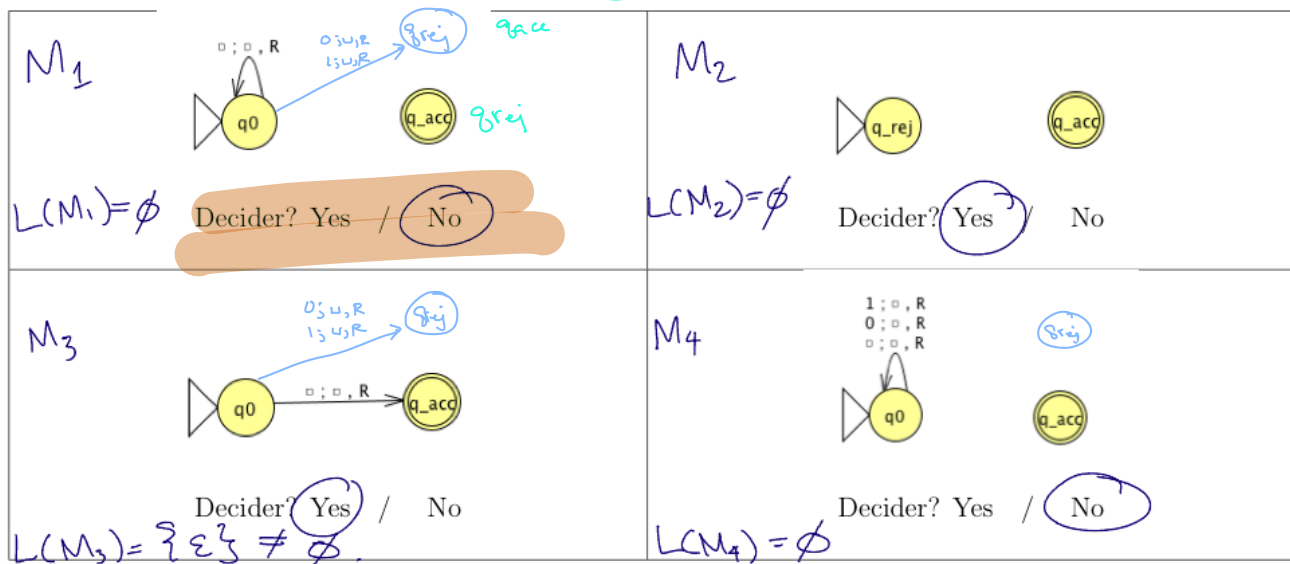 M1
□ ; □ , R
0 ; ⊔, R
1 ; ⊔, R
qrej
qacc
q0
q_acc
qrej
L(M1) = ∅
Decider? Yes / No
M2
q_rej
q_acc
L(M2) = ∅
Decider? Yes / No
M3
0 ; ⊔, R
1 ; ⊔, R
qrej
q0
□ ; □ , R
q_acc
Decider? Yes / No
L(M3) = {ε} ≠ ∅.
M4
1 ; □ , R
0 ; □ , R
□ ; □ , R
qrej
q0
q_acc
Decider? Yes / No
L(M4) = ∅